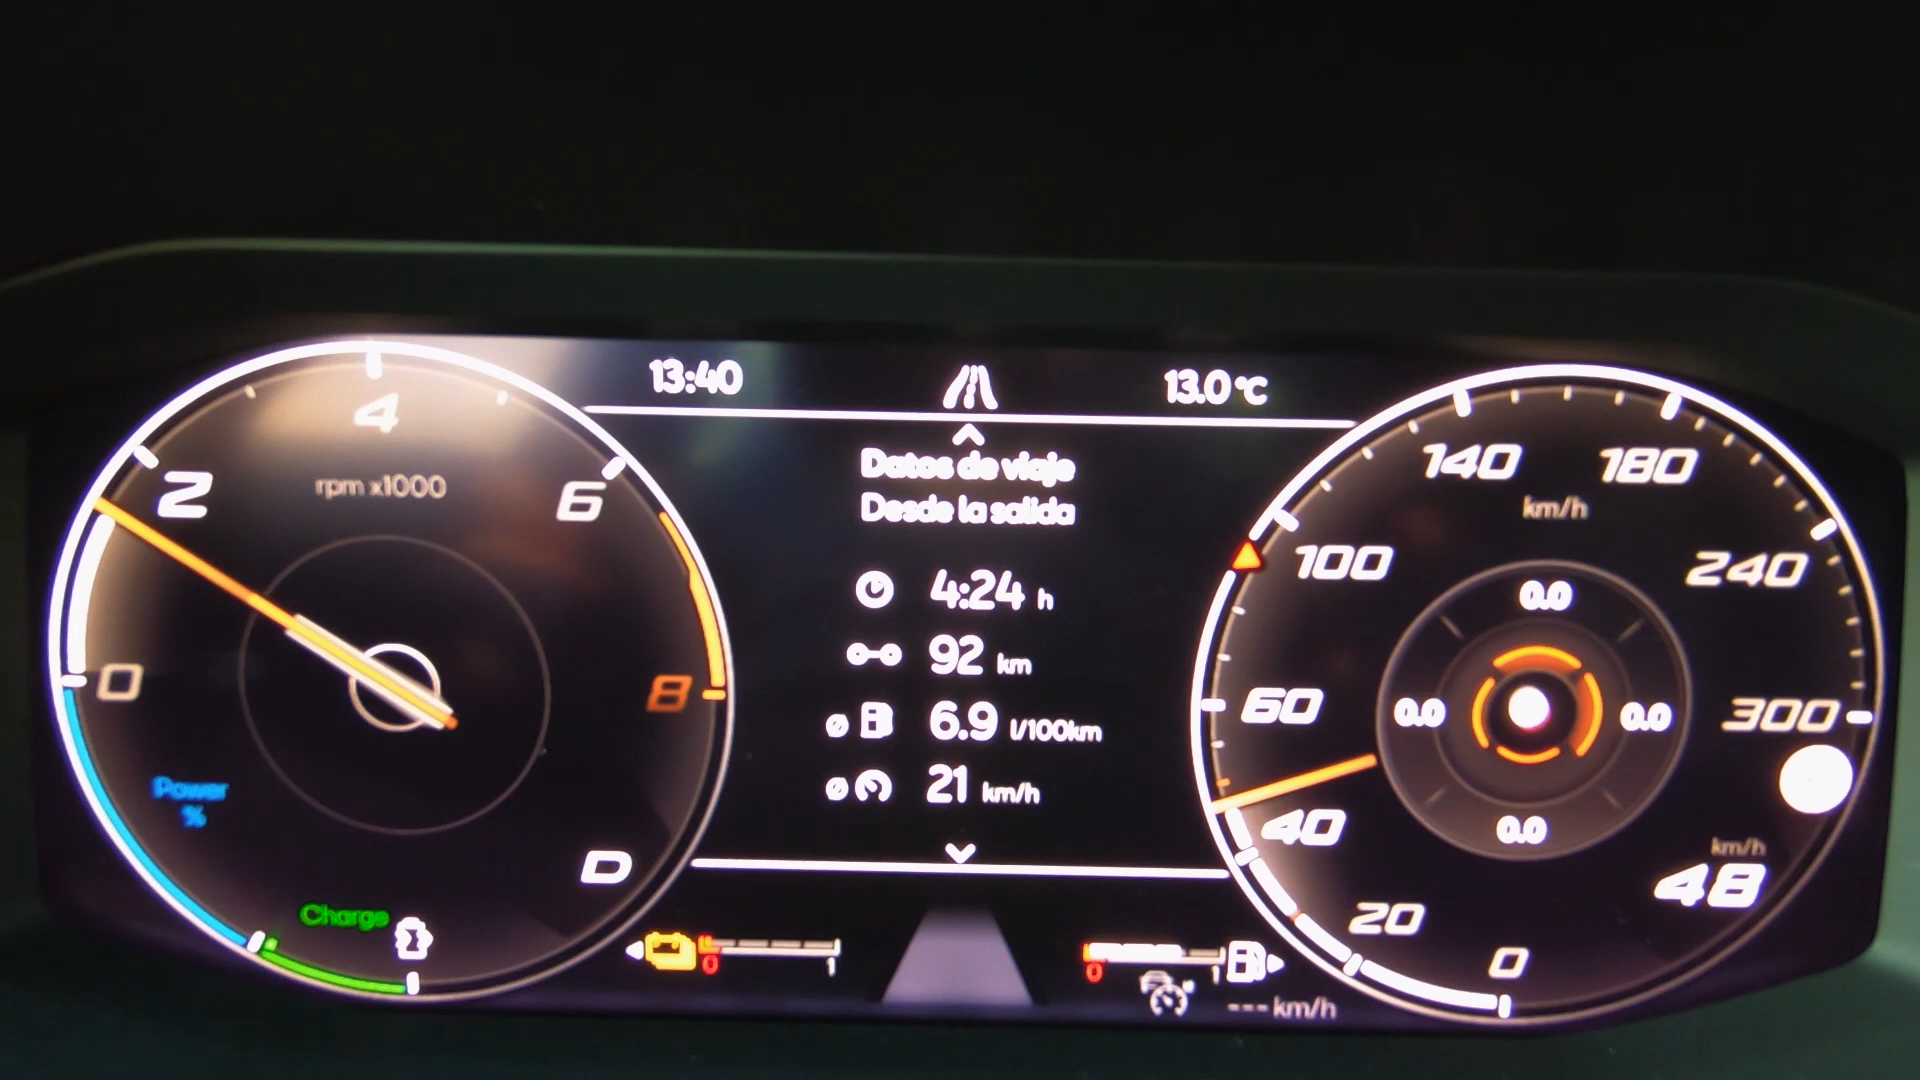 13:40
13.0 °C
Datos de viaje
Desde la salida
4:24 h
92 km
ø 6.9 l/100km
ø 21 km/h
rpm x1000
0
2
4
6
8
Power
%
Charge
D
0 1
0 1
--- km/h
km/h
0
20
40
60
100
140
180
240
300
0.0
0.0
0.0
0.0
km/h
48